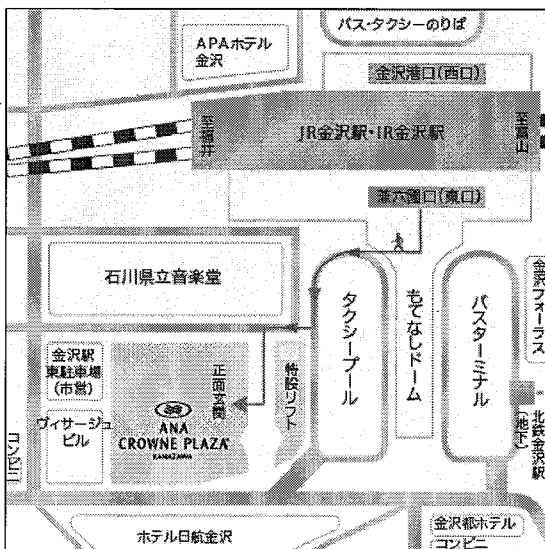 バス・タクシーのりば
APAホテル
金沢
金沢港口(西口)
JR金沢駅・IR金沢駅
至福井
至富山
兼六園口(東口)
石川県立音楽堂
タクシープール
もてなしドーム
バスターミナル
金沢フォーラス
金沢駅
東駐車場
(市営)
正面玄関
特設リフト
ヴィサージュ
ビル
ANA
CROWNE PLAZA
KANAZAWA
コンビニ
北鉄金沢駅
(地下)
ホテル日航金沢
金沢都ホテル
コンビニ